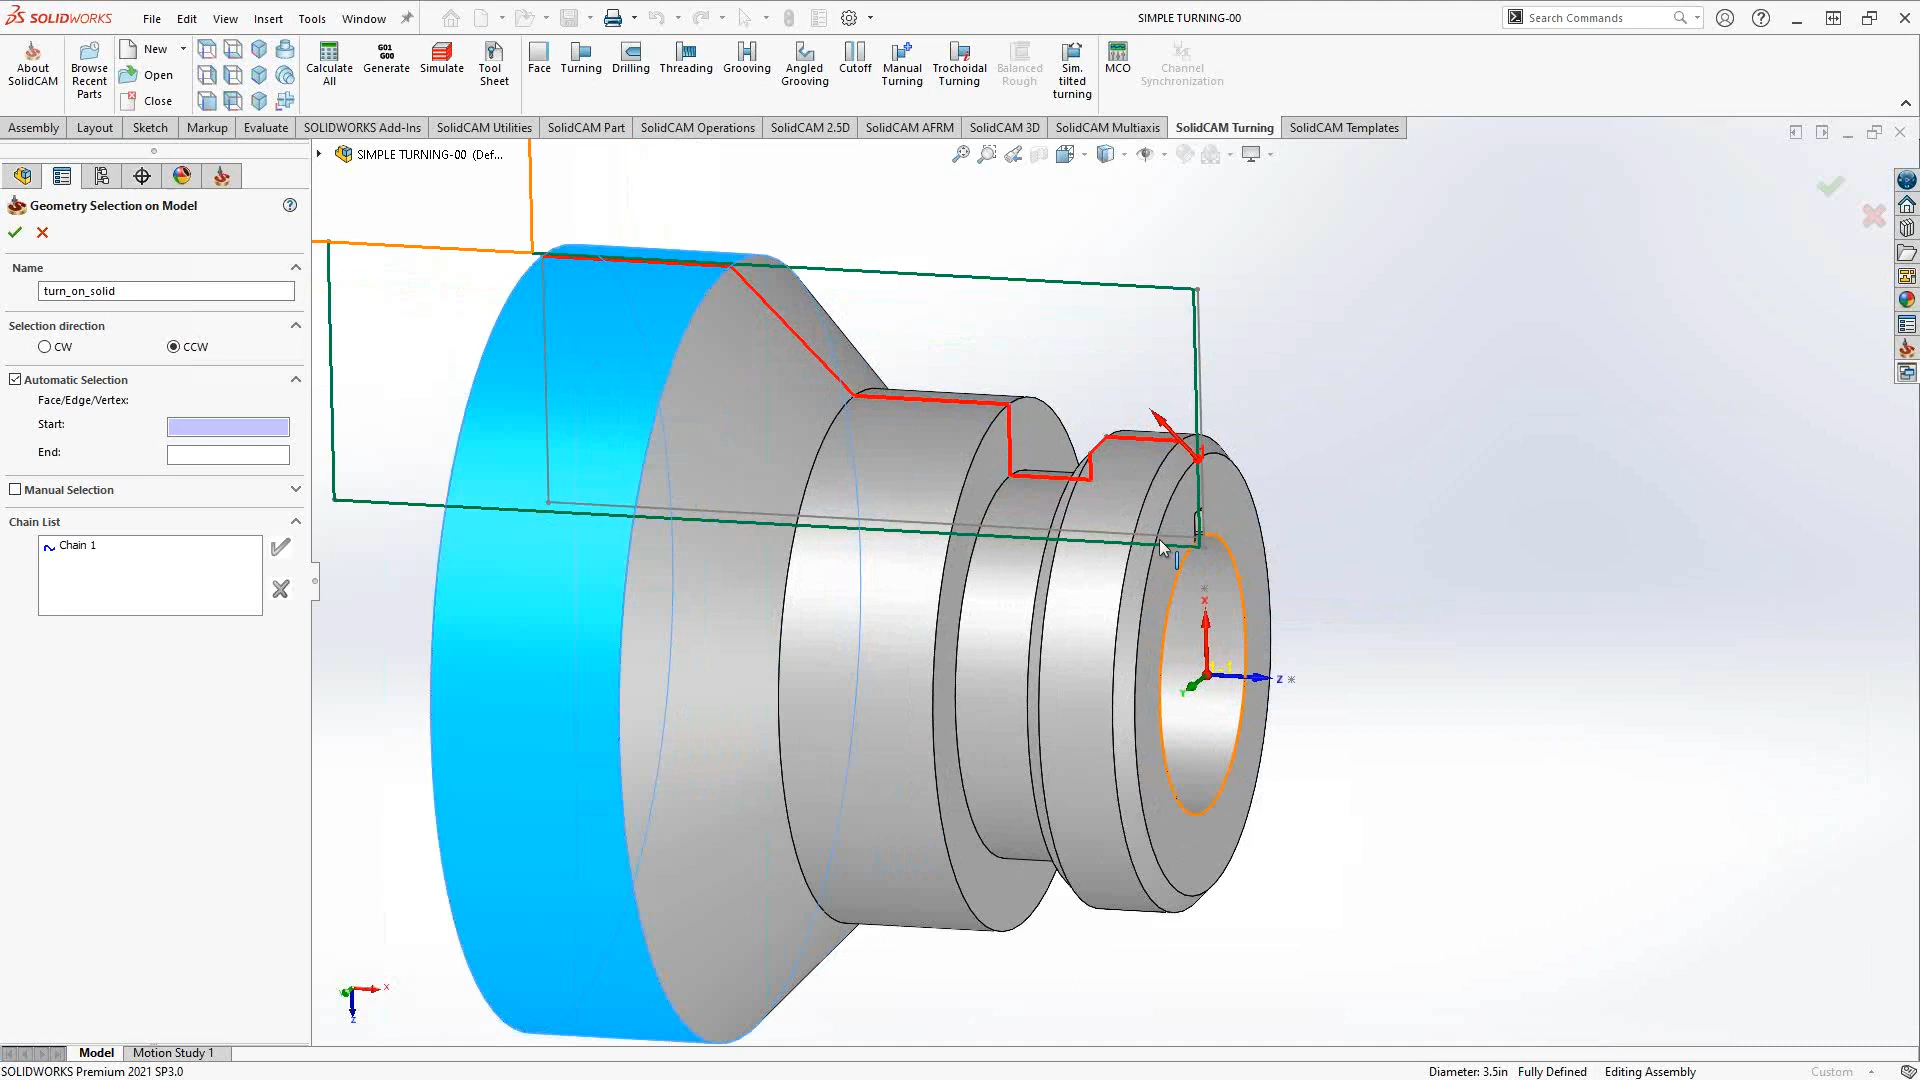 SOLIDWORKS File Edit View Insert Tools Window SIMPLE TURNING-00 Search Commands
About SolidCAM
Browse Recent Parts
New
Open
Close
Calculate All
G01 G00
Generate
Simulate
Tool Sheet
Face
Turning
Drilling
Threading
Grooving
Angled Grooving
Cutoff
Manual Turning
Trochoidal Turning
Balanced Rough
Sim. tilted turning
MCO
Channel Synchronization
Assembly Layout Sketch Markup Evaluate SOLIDWORKS Add-Ins SolidCAM Utilities SolidCAM Part SolidCAM Operations SolidCAM 2.5D SolidCAM AFRM SolidCAM 3D SolidCAM Multiaxis SolidCAM Turning SolidCAM Templates
SIMPLE TURNING-00 (Def...
Geometry Selection on Model
Name
turn_on_solid
Selection direction
CW CCW
Automatic Selection
Face/Edge/Vertex:
Start:
End:
Manual Selection
Chain List
Chain 1
X
Z
Y
X
Z
Model Motion Study 1
SOLIDWORKS Premium 2021 SP3.0 Diameter: 3.5in Fully Defined Editing Assembly Custom